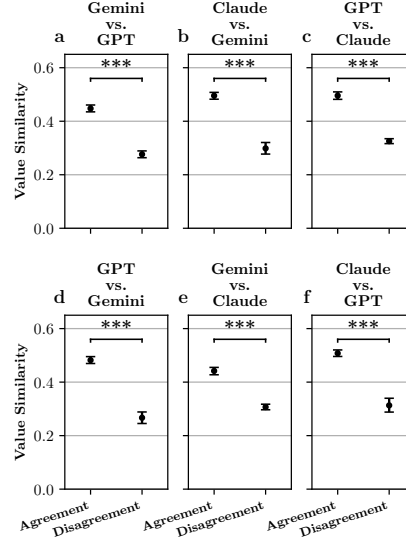 Gemini
vs.
GPT
a
Claude
vs.
Gemini
b
GPT
vs.
Claude
c
Value Similarity
0.6
0.4
0.2
0.0
***
***
***
GPT
vs.
Gemini
d
Gemini
vs.
Claude
e
Claude
vs.
GPT
f
Value Similarity
0.6
0.4
0.2
0.0
***
***
***
Agreement
Disagreement
Agreement
Disagreement
Agreement
Disagreement